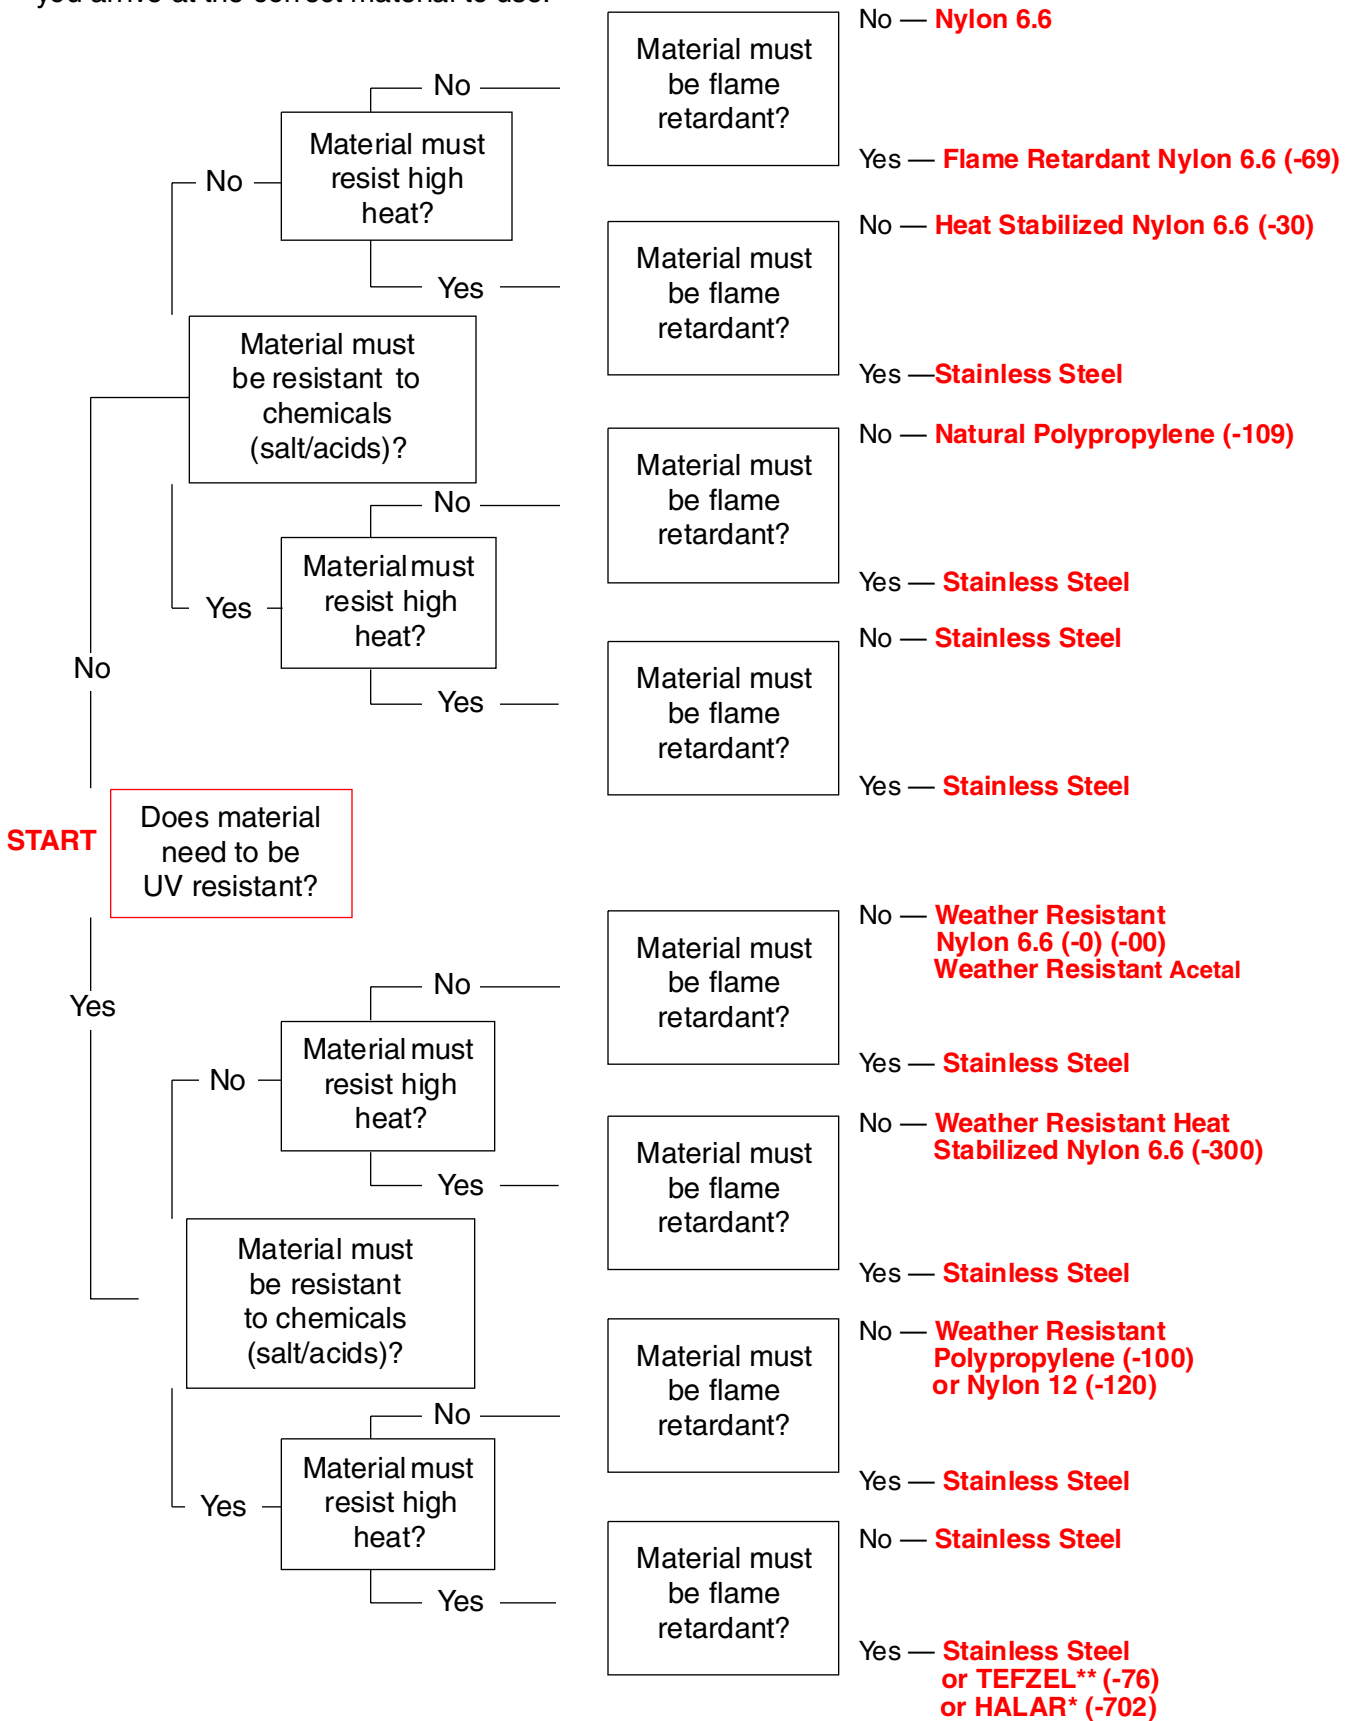 you arrive at the correct material to use.
No — Nylon 6.6
Material must
be flame
retardant?
Yes — Flame Retardant Nylon 6.6 (-69)
No
Material must
resist high
heat?
No
Yes
No — Heat Stabilized Nylon 6.6 (-30)
Material must
be flame
retardant?
Yes —Stainless Steel
Material must
be resistant to
chemicals
(salt/acids)?
No — Natural Polypropylene (-109)
Material must
be flame
retardant?
Yes — Stainless Steel
No
Material must
resist high
heat?
Yes
Yes
No — Stainless Steel
Material must
be flame
retardant?
Yes — Stainless Steel
No
START
Does material
need to be
UV resistant?
Yes
No — Weather Resistant
Nylon 6.6 (-0) (-00)
Weather Resistant Acetal
Material must
be flame
retardant?
Yes — Stainless Steel
No
Material must
resist high
heat?
No
Yes
No — Weather Resistant Heat
Stabilized Nylon 6.6 (-300)
Material must
be flame
retardant?
Yes — Stainless Steel
Material must
be resistant
to chemicals
(salt/acids)?
No — Weather Resistant
Polypropylene (-100)
or Nylon 12 (-120)
Material must
be flame
retardant?
Yes — Stainless Steel
No
Material must
resist high
heat?
Yes
Yes
No — Stainless Steel
Material must
be flame
retardant?
Yes — Stainless Steel
or TEFZEL** (-76)
or HALAR* (-702)